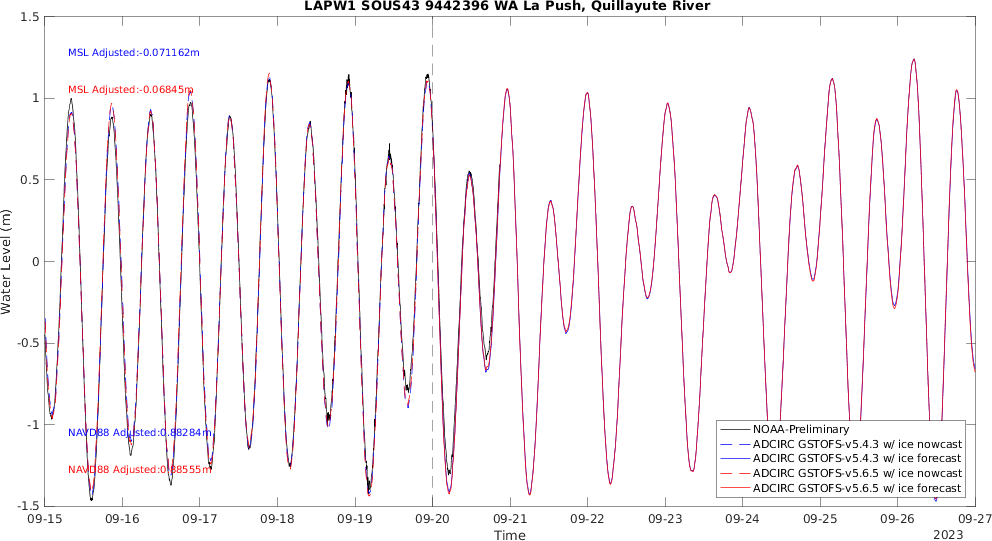 LAPW1 SOUS43 9442396 WA La Push, Quillayute River
MSL Adjusted:-0.071162m
MSL Adjusted:-0.06845m
NAVD88 Adjusted:0.88284m
NAVD88 Adjusted:0.88555m
Water Level (m)
1.5
1
0.5
0
-0.5
-1
-1.5
NOAA-Preliminary
ADCIRC GSTOFS-v5.4.3 w/ ice nowcast
ADCIRC GSTOFS-v5.4.3 w/ ice forecast
ADCIRC GSTOFS-v5.6.5 w/ ice nowcast
ADCIRC GSTOFS-v5.6.5 w/ ice forecast
09-15 09-16 09-17 09-18 09-19 09-20 09-21 09-22 09-23 09-24 09-25 09-26 09-27
Time
2023